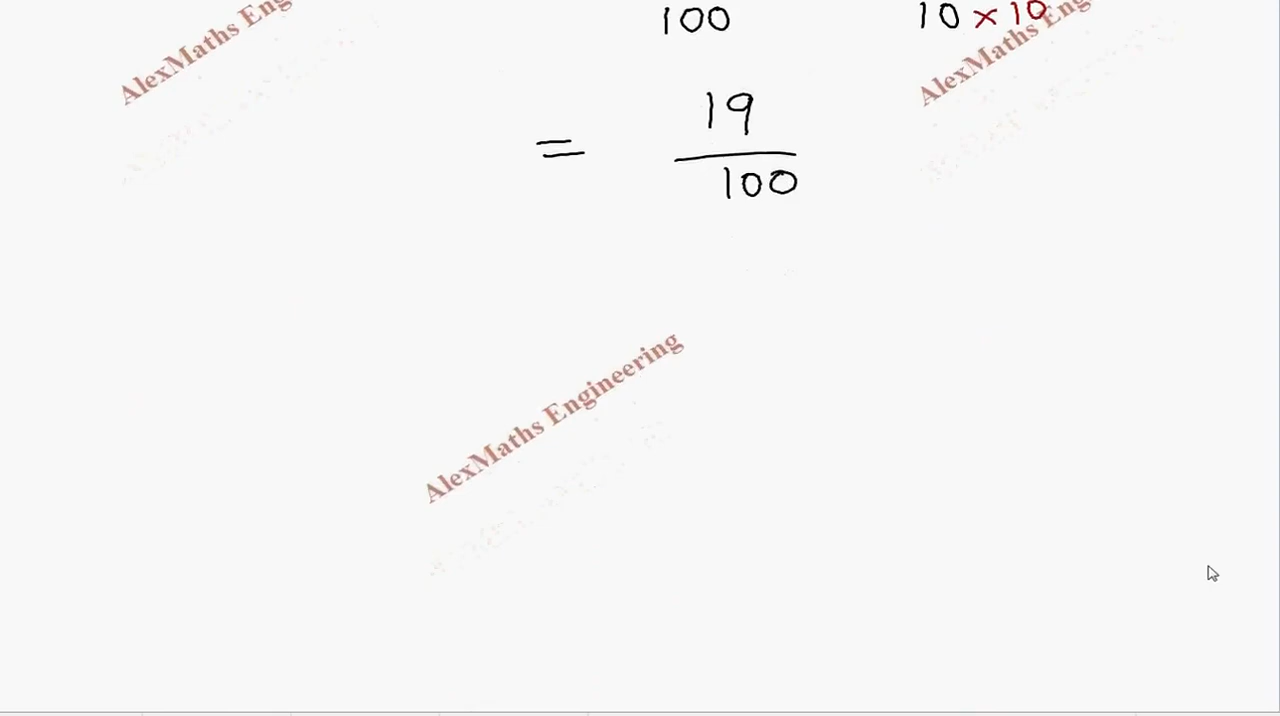 100 10 × 10
AlexMaths Eng
AlexMaths Eng
= 19
100
AlexMaths Engineering